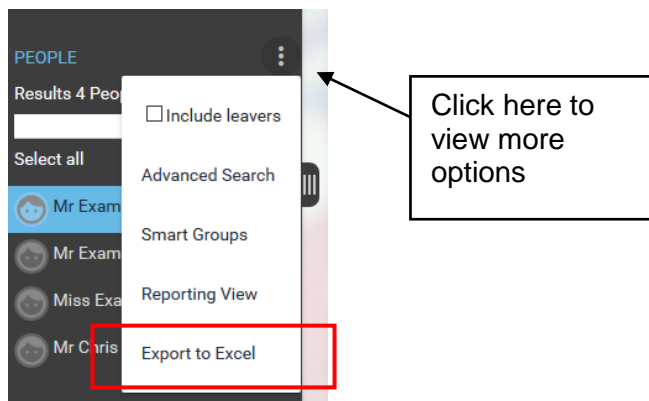 PEOPLE
Results 4 Peo
Include leavers
Select all
Advanced Search
Mr Exam
Smart Groups
Mr Exam
Reporting View
Miss Exa
Mr Chris
Export to Excel
Click here to
view more
options